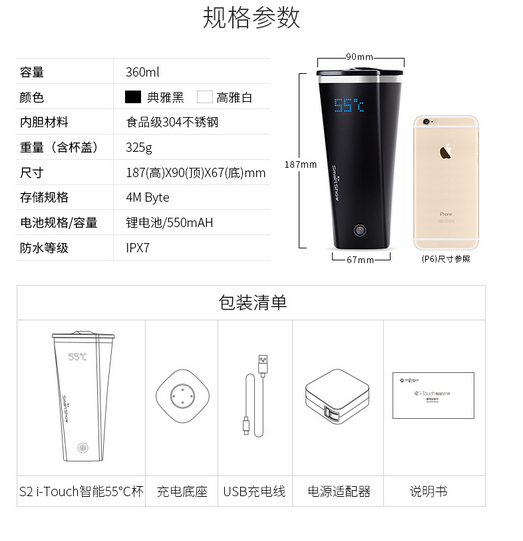 规格参数
容量 360ml
颜色 典雅黑 高雅白
内胆材料 食品级304不锈钢
重量（含杯盖） 325g
尺寸 187(高)X90(顶)X67(底)mm
存储规格 4M Byte
电池规格/容量 锂电池/550mAH
防水等级 IPX7
90mm
55℃
187mm
67mm
iPhone
(P6)尺寸参照
包装清单
55℃
S2 i-Touch智能55℃杯
充电底座
USB充电线
电源适配器
说明书